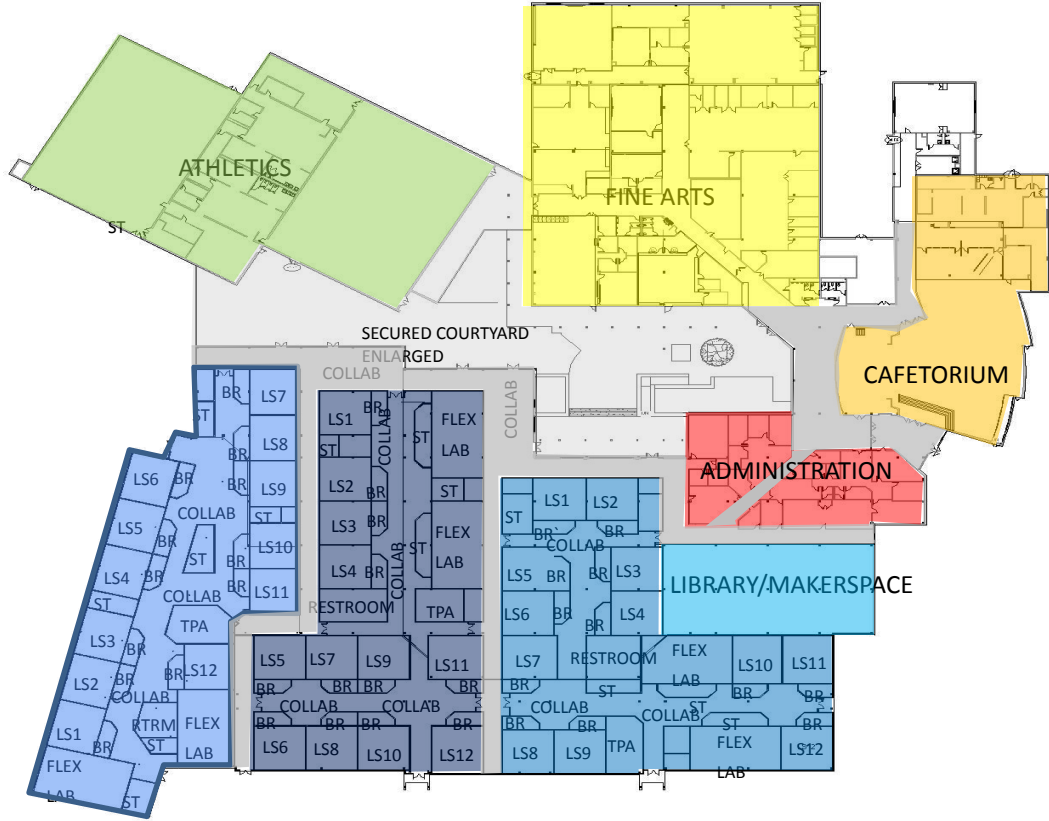 ATHLETICS
ST
FINE ARTS
SECURED COURTYARD
ENLARGED
COLLAB
CAFETORIUM
ADMINISTRATION
LIBRARY/MAKERSPACE
BR
LS7
ST
LS8
BR
LS6
BR
LS9
COLLAB
LS5
ST
BR
ST
BR
LS10
LS4
BR
BR
LS11
COLLAB
ST
TPA
LS3
BR
LS12
BR
LS2
BR
COLLAB
RTRM
FLEX
LAB
LS1
BR
ST
FLEX
LAB
ST
LS1
BR
COLLAB
ST
FLEX
LAB
ST
LS2
BR
ST
LS3
BR
ST
FLEX
LAB
LS4
BR
COLLAB
RESTROOM
TPA
COLLAB
LS5
LS7
LS9
LS11
BR
BR
BR
BR
COLLAB
COLLAB
BR
BR
BR
BR
LS6
LS8
LS10
LS12
LS1
LS2
ST
BR
BR
COLLAB
LS5
BR
BR
LS3
LS6
BR
BR
LS4
LS7
RESTROOM
FLEX
LAB
LS10
LS11
BR
ST
BR
BR
ST
COLLAB
COLLAB
BR
BR
ST
BR
LS8
LS9
TPA
FLEX
LAB
LS12